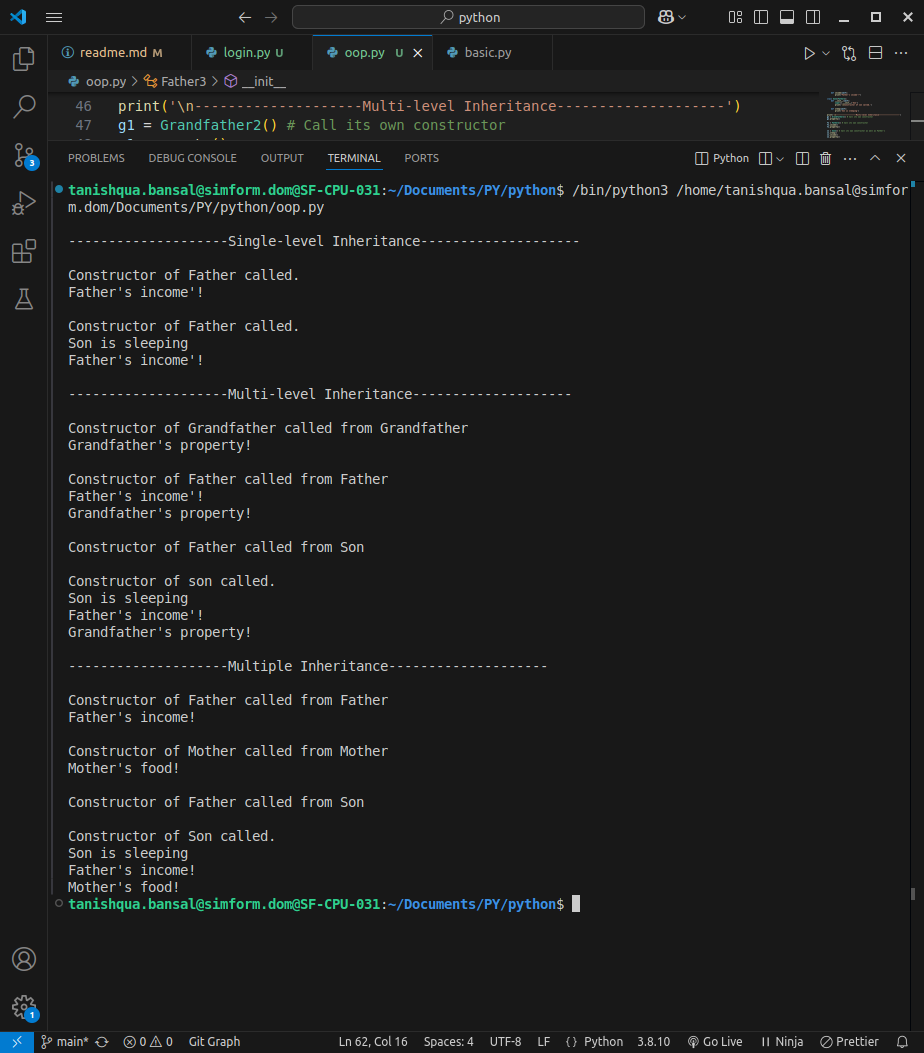 python
readme.md M
login.py U
oop.py U
basic.py
oop.py > Father3 > __init__
46 print('\n--------------------Multi-level Inheritance--------------------')
47 g1 = Grandfather2() # Call its own constructor
PROBLEMS DEBUG CONSOLE OUTPUT TERMINAL PORTS
Python
tanishqua.bansal@simform.dom@SF-CPU-031:~/Documents/PY/python$ /bin/python3 /home/tanishqua.bansal@simfor
m.dom/Documents/PY/python/oop.py
--------------------Single-level Inheritance--------------------
Constructor of Father called.
Father's income'!
Constructor of Father called.
Son is sleeping
Father's income'!
--------------------Multi-level Inheritance--------------------
Constructor of Grandfather called from Grandfather
Grandfather's property!
Constructor of Father called from Father
Father's income'!
Grandfather's property!
Constructor of Father called from Son
Constructor of son called.
Son is sleeping
Father's income'!
Grandfather's property!
--------------------Multiple Inheritance--------------------
Constructor of Father called from Father
Father's income!
Constructor of Mother called from Mother
Mother's food!
Constructor of Father called from Son
Constructor of Son called.
Son is sleeping
Father's income!
Mother's food!
tanishqua.bansal@simform.dom@SF-CPU-031:~/Documents/PY/python$
3
1
main* 0 0 Git Graph Ln 62, Col 16 Spaces: 4 UTF-8 LF {} Python 3.8.10 Go Live Ninja Prettier